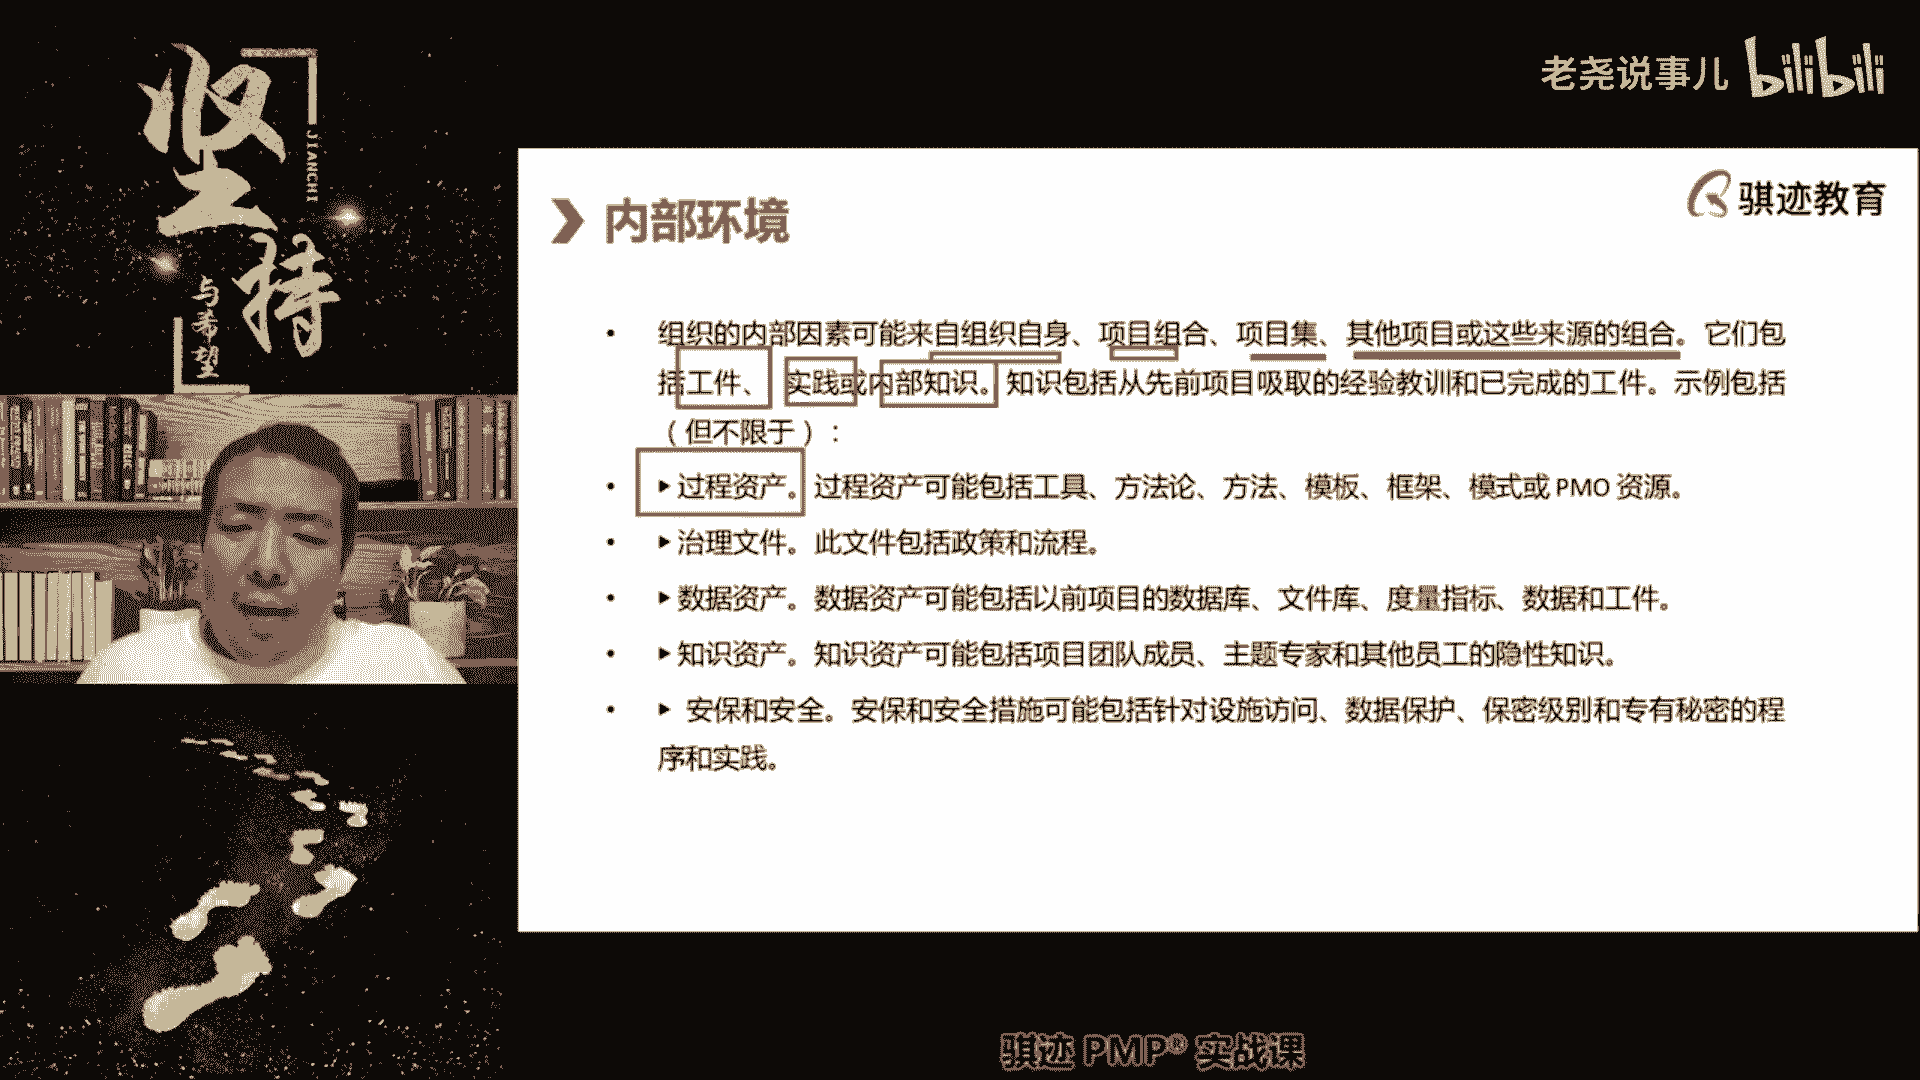 坚持
JIANCHI
与希望
老尧说事儿 bilibili
骐迹教育
内部环境
• 组织的内部因素可能来自组织自身、项目组合、项目集、其他项目或这些来源的组合。它们包
括工件、 实践或内部知识。知识包括从先前项目吸取的经验教训和已完成的工件。示例包括
（但不限于）：
• ▶过程资产。过程资产可能包括工具、方法论、方法、模板、框架、模式或 PMO 资源。
• ▶治理文件。此文件包括政策和流程。
• ▶数据资产。数据资产可能包括以前项目的数据库、文件库、度量指标、数据和工件。
• ▶知识资产。知识资产可能包括项目团队成员、主题专家和其他员工的隐性知识。
• ▶ 安保和安全。安保和安全措施可能包括针对设施访问、数据保护、保密级别和专有秘密的程
序和实践。
骐迹 PMP® 实战课